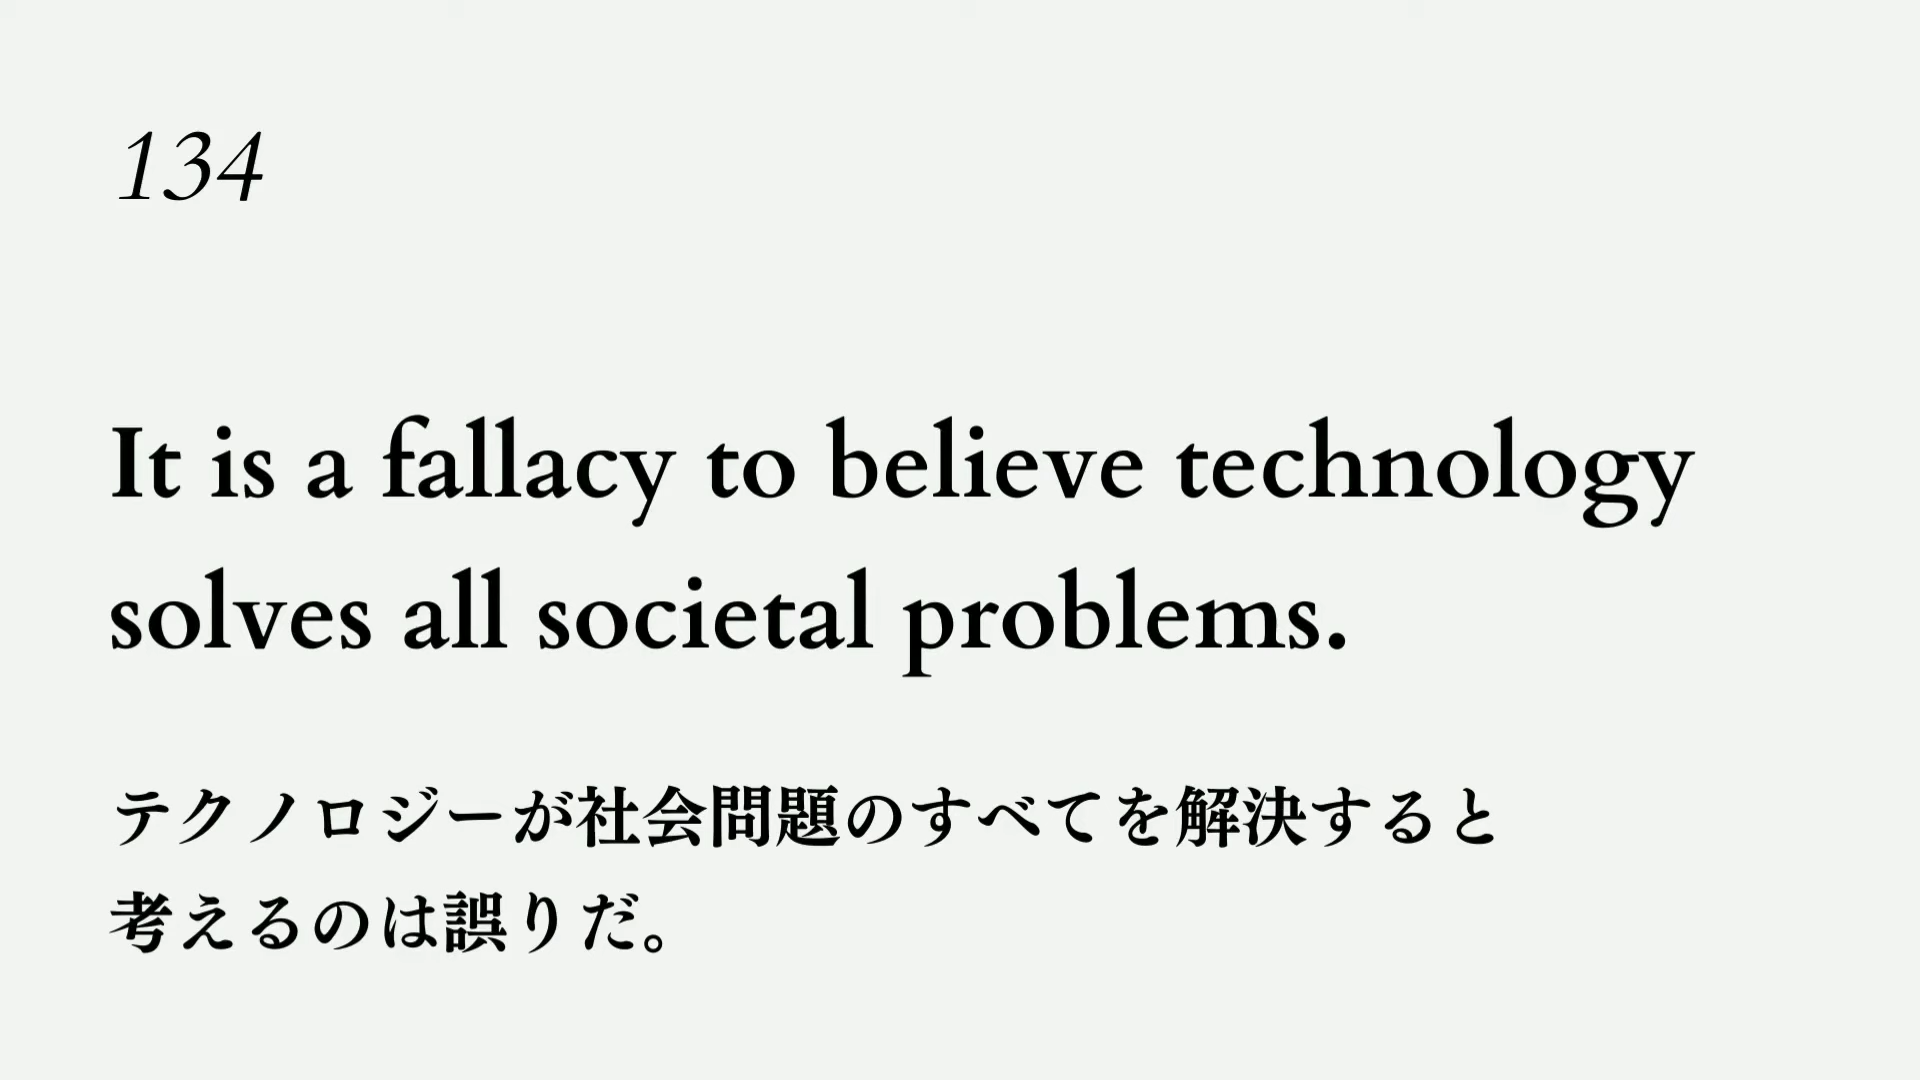 134
It is a fallacy to believe technology
solves all societal problems.
テクノロジーが社会問題のすべてを解決すると
考えるのは誤りだ。